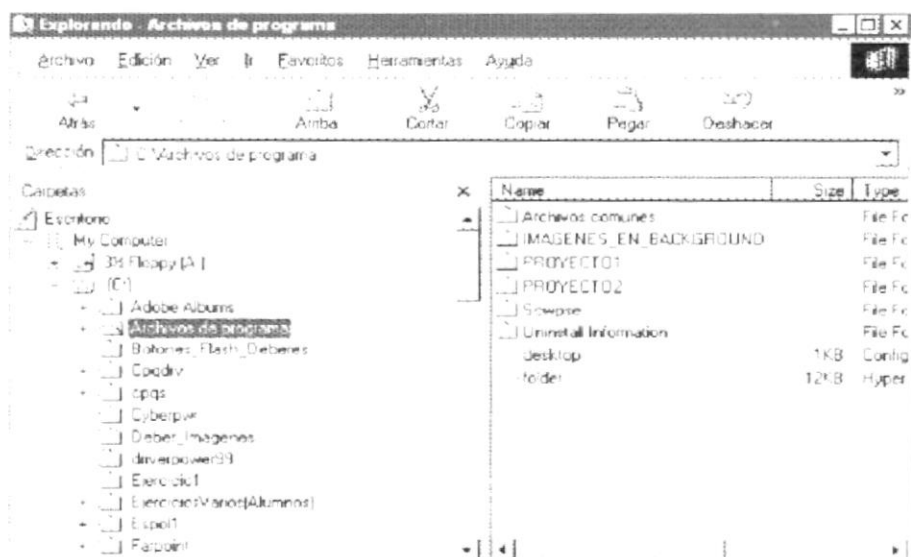 Explorando - Archivos de programa
Archivo Edición Ver Ir Favoritos Herramientas Ayuda
Atrás Arriba Cortar Copiar Pegar Deshacer »
Dirección C:\Archivos de programa
Carpetas
Escritorio
My Computer
3½ Floppy (A:)
(C:)
Adobe Albums
Archivos de programa
Botones_Flash_Deberes
Cpqdrv
cpqs
Cyberpwr
Deber_Imagenes
driverpower99
Ejercicio1
EjerciciosVarios(Alumnos)
Espol1
Farpoint
Name Size Type
Archivos comunes File Fo
IMAGENES_EN_BACKGROUND File Fo
PROYECTO1 File Fo
PROYECTO2 File Fo
File Fo
Uninstall Information File Fo
desktop 1KB Config
folder 12KB Hyper